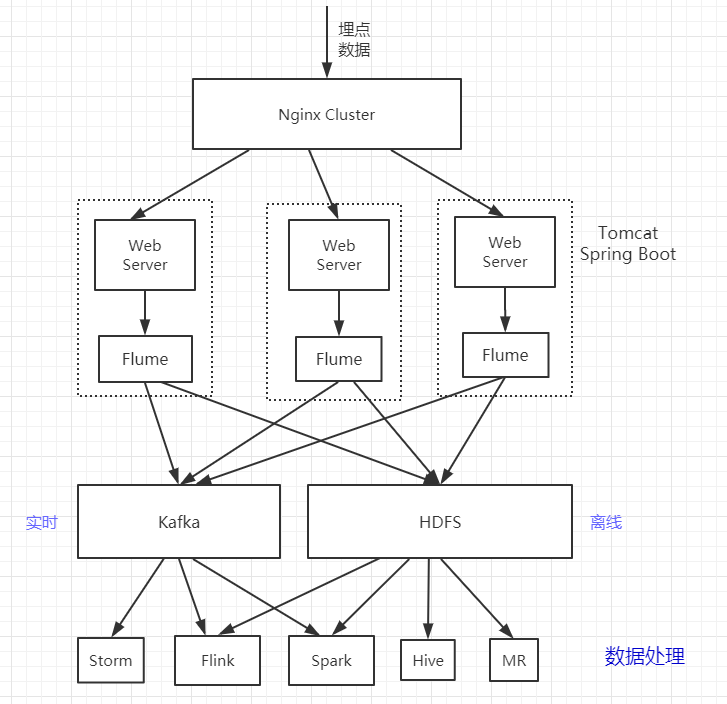 埋点
数据
Nginx Cluster
Web
Server
Web
Server
Web
Server
Tomcat
Spring Boot
Flume
Flume
Flume
实时
Kafka
HDFS
离线
Storm
Flink
Spark
Hive
MR
数据处理